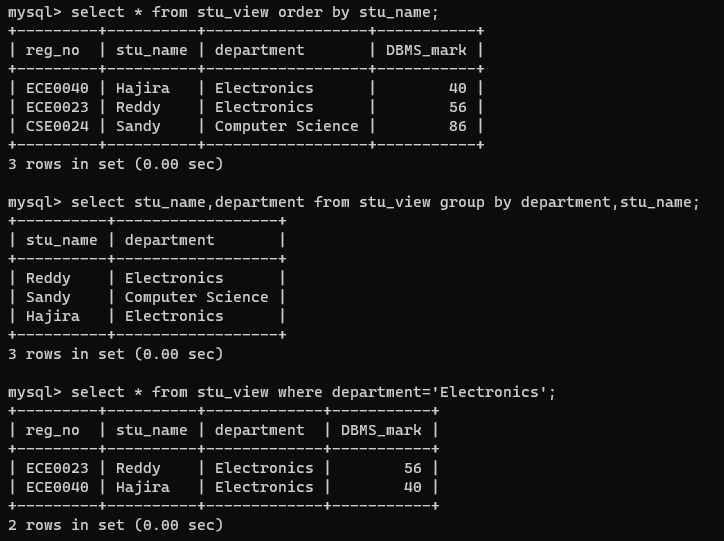 mysql> select * from stu_view order by stu_name;
+---------+----------+------------------+-----------+
| reg_no  | stu_name | department       | DBMS_mark |
+---------+----------+------------------+-----------+
| ECE0040 | Hajira   | Electronics      |        40 |
| ECE0023 | Reddy    | Electronics      |        56 |
| CSE0024 | Sandy    | Computer Science |        86 |
+---------+----------+------------------+-----------+
3 rows in set (0.00 sec)

mysql> select stu_name,department from stu_view group by department,stu_name;
+----------+------------------+
| stu_name | department       |
+----------+------------------+
| Reddy    | Electronics      |
| Sandy    | Computer Science |
| Hajira   | Electronics      |
+----------+------------------+
3 rows in set (0.00 sec)

mysql> select * from stu_view where department='Electronics';
+---------+----------+-------------+-----------+
| reg_no  | stu_name | department  | DBMS_mark |
+---------+----------+-------------+-----------+
| ECE0023 | Reddy    | Electronics |        56 |
| ECE0040 | Hajira   | Electronics |        40 |
+---------+----------+-------------+-----------+
2 rows in set (0.00 sec)